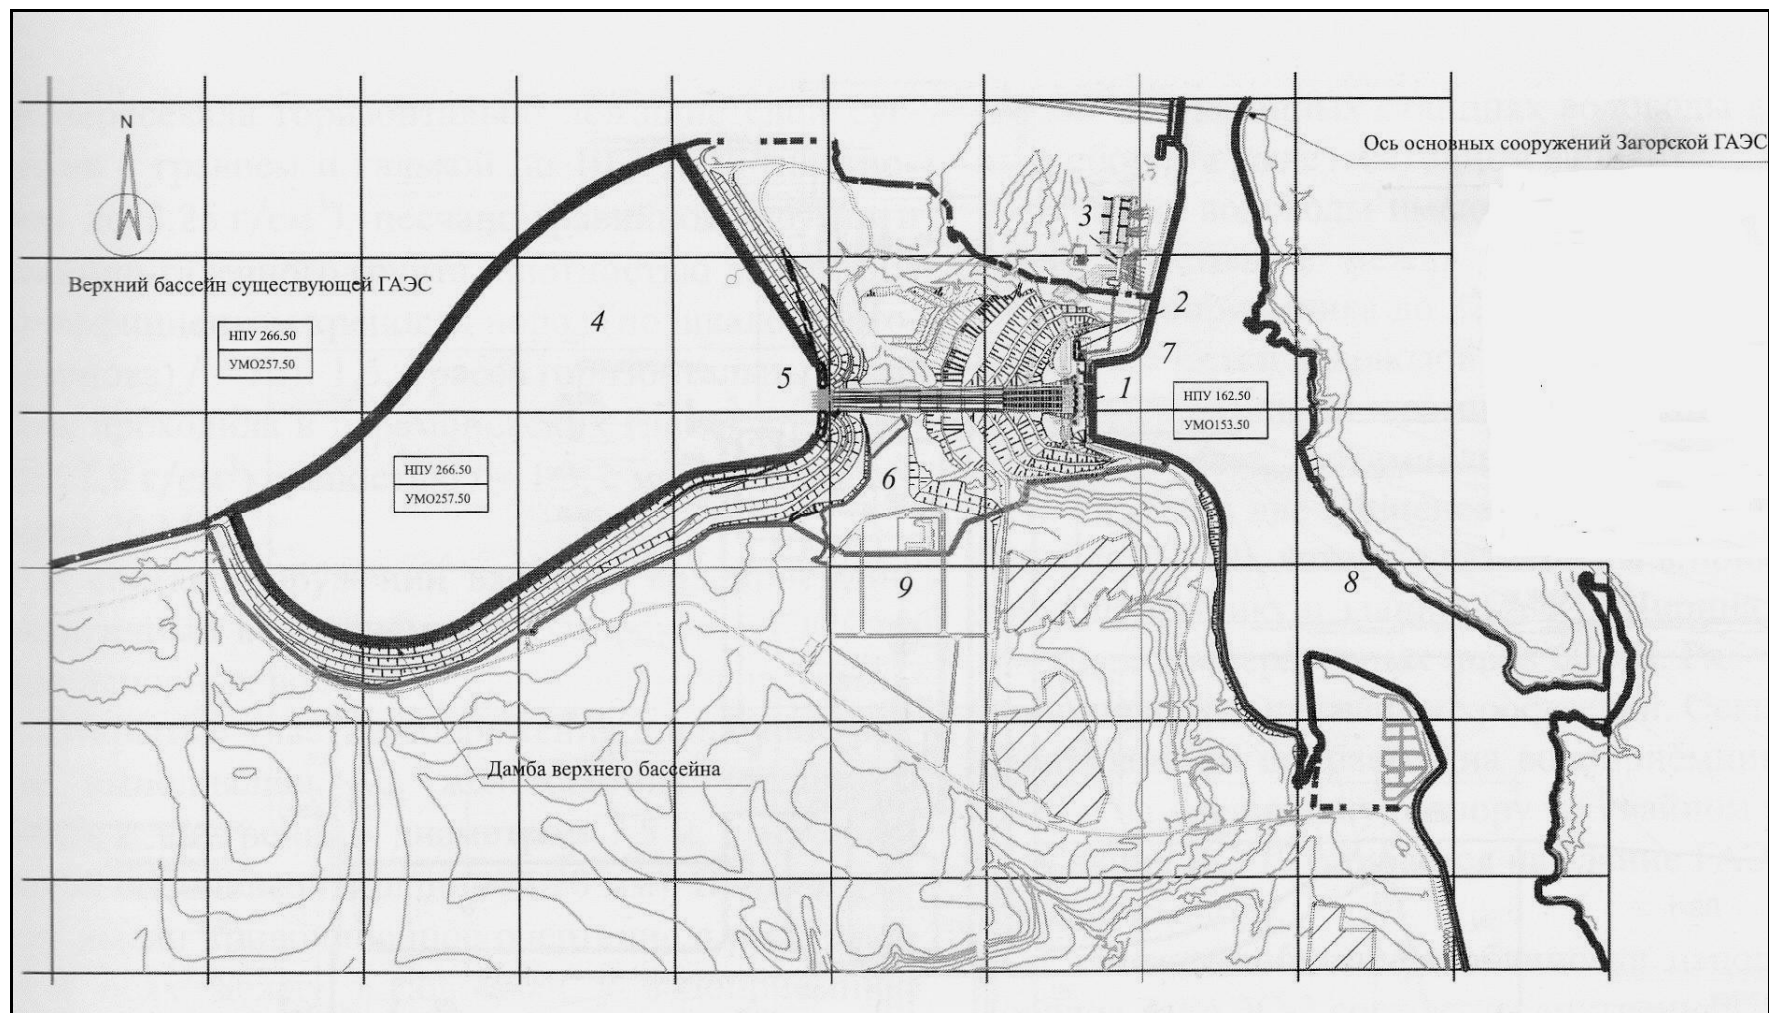 N
Ось основных сооружений Загорской ГАЭС
3
Верхний бассейн существующей ГАЭС
2
НПУ 266.50
УМО257.50
4
7
5
1
НПУ 162.50
УМО153.50
НПУ 266.50
УМО257.50
6
9
8
Дамба верхнего бассейна